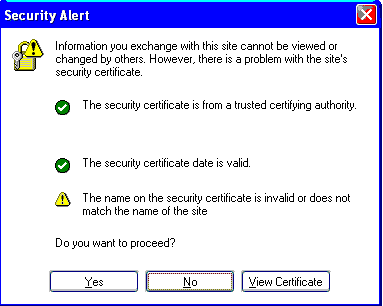 Security Alert
Information you exchange with this site cannot be viewed or
changed by others. However, there is a problem with the site's
security certificate.
The security certificate is from a trusted certifying authority.
The security certificate date is valid.
The name on the security certificate is invalid or does not
match the name of the site
Do you want to proceed?
Yes
No
View Certificate